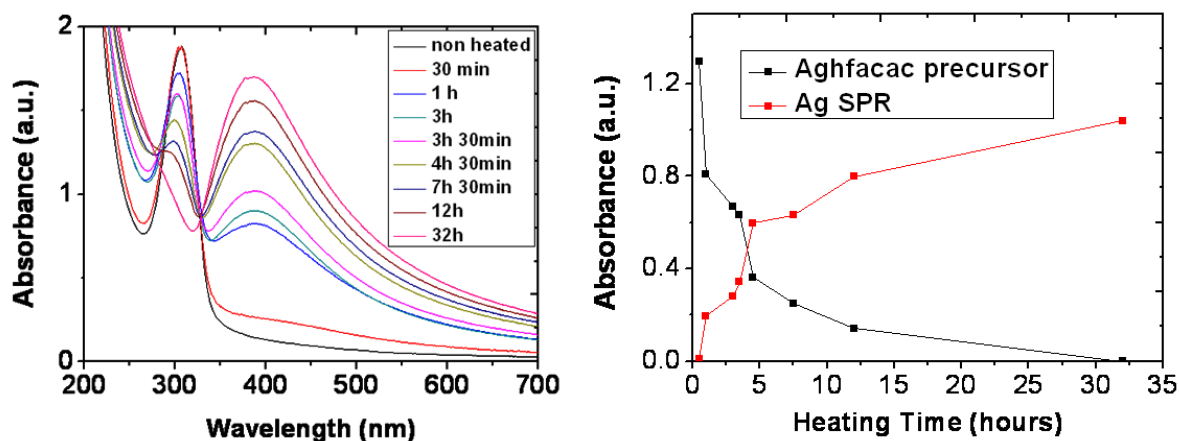 2
1
0
Absorbance (a.u.)
200 300 400 500 600 700
Wavelength (nm)
non heated
30 min
1 h
3h
3h 30min
4h 30min
7h 30min
12h
32h
1.2
0.8
0.4
0.0
Absorbance (a.u.)
0 5 10 15 20 25 30 35
Heating Time (hours)
Aghfacac precursor
Ag SPR